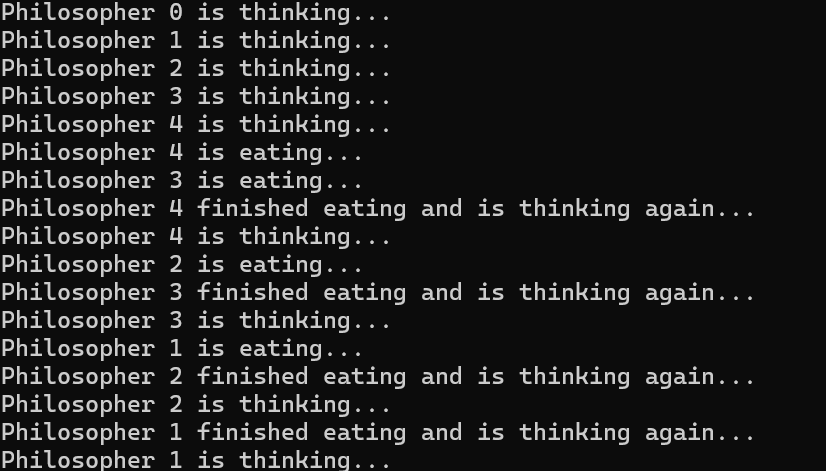 Philosopher 0 is thinking...
Philosopher 1 is thinking...
Philosopher 2 is thinking...
Philosopher 3 is thinking...
Philosopher 4 is thinking...
Philosopher 4 is eating...
Philosopher 3 is eating...
Philosopher 4 finished eating and is thinking again...
Philosopher 4 is thinking...
Philosopher 2 is eating...
Philosopher 3 finished eating and is thinking again...
Philosopher 3 is thinking...
Philosopher 1 is eating...
Philosopher 2 finished eating and is thinking again...
Philosopher 2 is thinking...
Philosopher 1 finished eating and is thinking again...
Philosopher 1 is thinking...